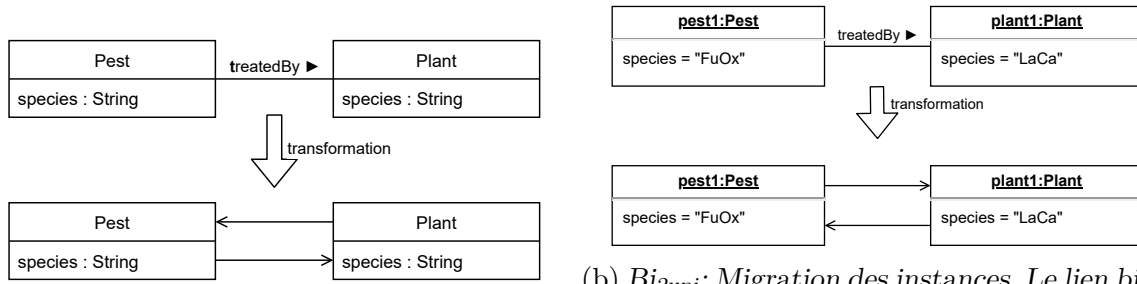 Pest
treatedBy ►
Plant
species : String
species : String
transformation
Pest
Plant
species : String
species : String
pest1:Pest
treatedBy ►
plant1:Plant
species = "FuOx"
species = "LaCa"
transformation
pest1:Pest
plant1:Plant
species = "FuOx"
species = "LaCa"
(b) Bi2uni: Migration des instances. Le lien bi